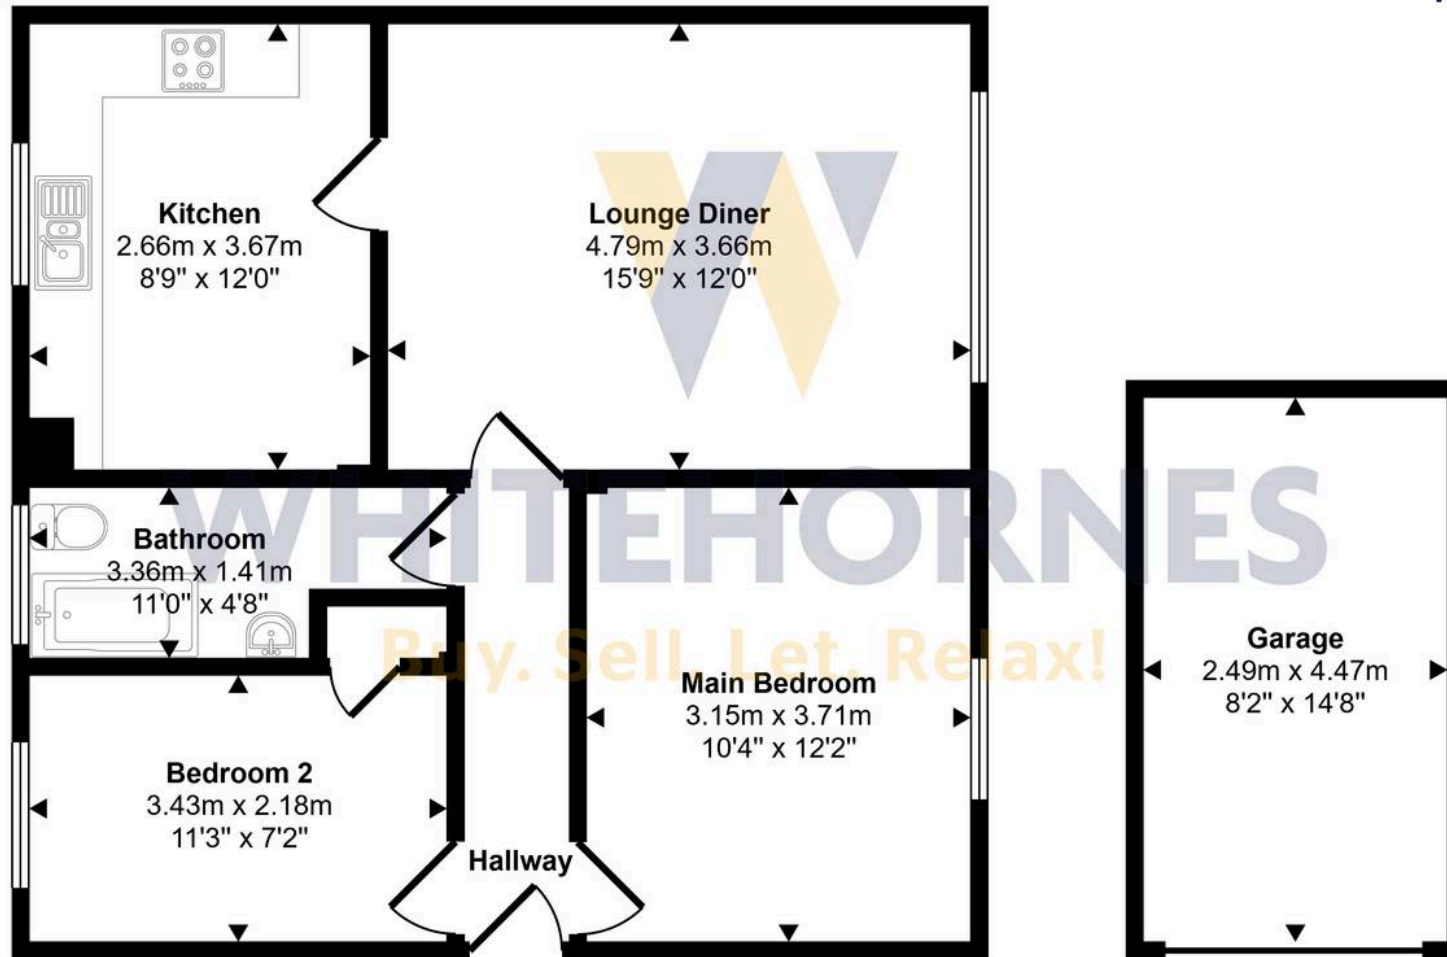 Kitchen
2.66m x 3.67m
8'9" x 12'0"
Lounge Diner
4.79m x 3.66m
15'9" x 12'0"
WHITEHORNES
Buy. Sell. Let. Relax!
Bathroom
3.36m x 1.41m
11'0" x 4'8"
Main Bedroom
3.15m x 3.71m
10'4" x 12'2"
Garage
2.49m x 4.47m
8'2" x 14'8"
Bedroom 2
3.43m x 2.18m
11'3" x 7'2"
Hallway